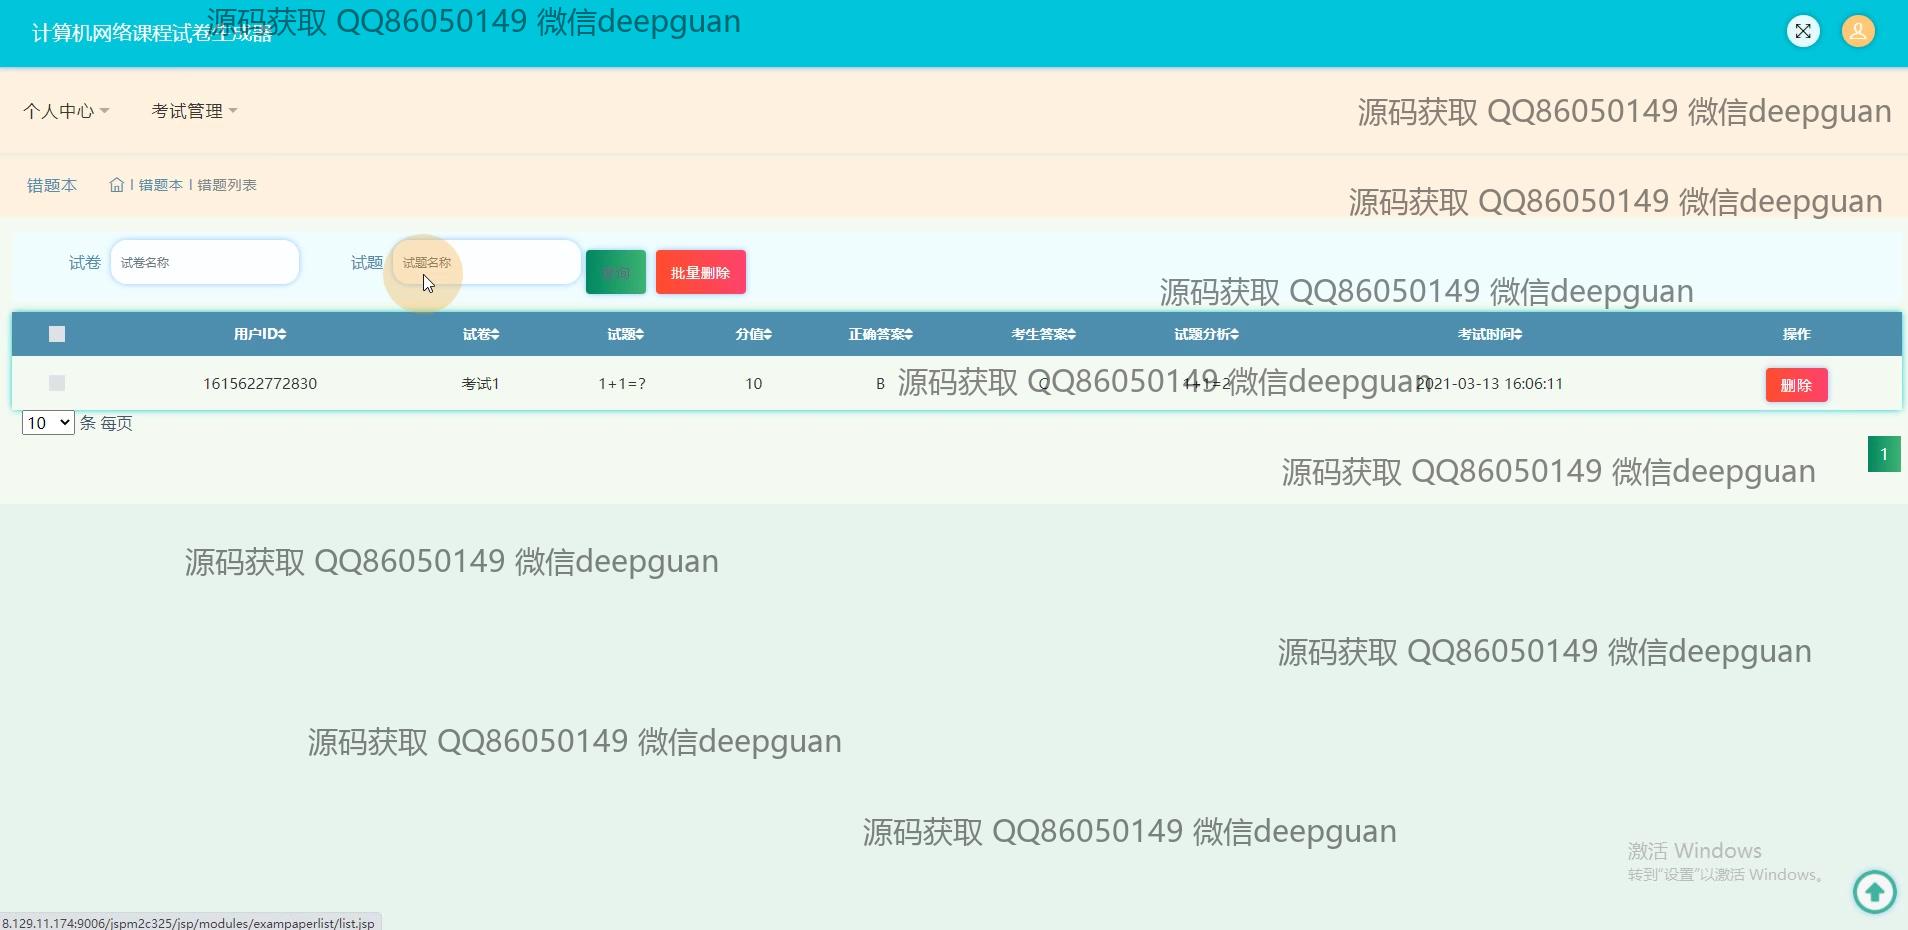 计算机网络课程试卷生成器
源码获取 QQ86050149 微信deepguan
个人中心 考试管理
源码获取 QQ86050149 微信deepguan
错题本 | 错题本 | 错题列表
源码获取 QQ86050149 微信deepguan
试卷 试卷名称 试题 试题名称 查询 批量删除
源码获取 QQ86050149 微信deepguan
用户ID 试卷 试题 分值 正确答案 考生答案 试题分析 考试时间 操作
1615622772830 考试1 1+1=? 10 B C 1+1=2 2021-03-13 16:06:11 删除
源码获取 QQ86050149 微信deepguan
10 条 每页
1
源码获取 QQ86050149 微信deepguan
源码获取 QQ86050149 微信deepguan
源码获取 QQ86050149 微信deepguan
源码获取 QQ86050149 微信deepguan
源码获取 QQ86050149 微信deepguan
激活 Windows
转到“设置”以激活 Windows。
8.129.11.174:9006/jspm2c325/jsp/modules/exampaperlist/list.jsp